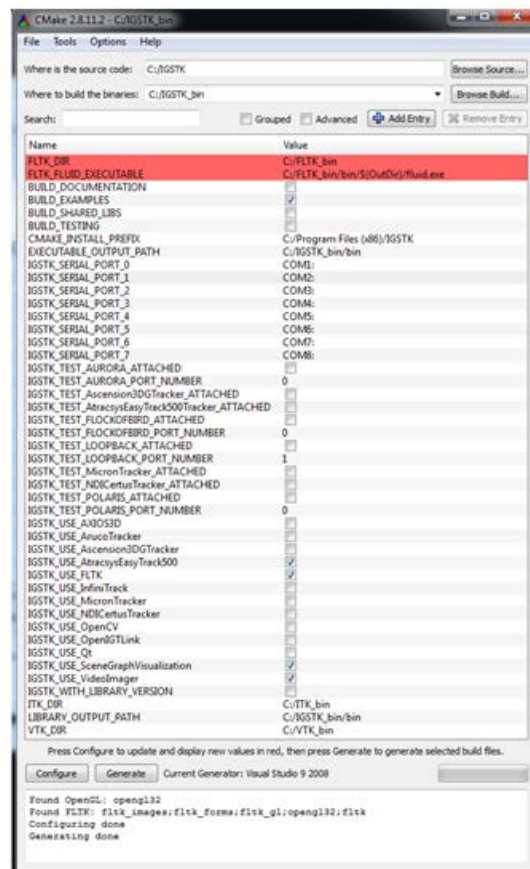 CMake 2.8.11.2 - C:/IGSTK_bin
File Tools Options Help
Where is the source code: C:/IGSTK Browse Source...
Where to build the binaries: C:/IGSTK_bin Browse Build...
Search: Grouped Advanced Add Entry Remove Entry
Name Value
FLTK_DIR C:/FLTK_bin
FLTK_FLUID_EXECUTABLE C:/FLTK_bin/bin/$(OutDir)/fluid.exe
BUILD_DOCUMENTATION
BUILD_EXAMPLES
BUILD_SHARED_LIBS
BUILD_TESTING
CMAKE_INSTALL_PREFIX C:/Program Files (x86)/IGSTK
EXECUTABLE_OUTPUT_PATH C:/IGSTK_bin/bin
IGSTK_SERIAL_PORT_0 COM1:
IGSTK_SERIAL_PORT_1 COM2:
IGSTK_SERIAL_PORT_2 COM3:
IGSTK_SERIAL_PORT_3 COM4:
IGSTK_SERIAL_PORT_4 COM5:
IGSTK_SERIAL_PORT_5 COM6:
IGSTK_SERIAL_PORT_6 COM7:
IGSTK_SERIAL_PORT_7 COM8:
IGSTK_TEST_AURORA_ATTACHED
IGSTK_TEST_AURORA_PORT_NUMBER 0
IGSTK_TEST_Ascension3DGTracker_ATTACHED
IGSTK_TEST_AtracsysEasyTrack500Tracker_ATTACHED
IGSTK_TEST_FLOCKOFBIRD_ATTACHED
IGSTK_TEST_FLOCKOFBIRD_PORT_NUMBER 0
IGSTK_TEST_LOOPBACK_ATTACHED
IGSTK_TEST_LOOPBACK_PORT_NUMBER 1
IGSTK_TEST_MicronTracker_ATTACHED
IGSTK_TEST_NDICertusTracker_ATTACHED
IGSTK_TEST_POLARIS_ATTACHED
IGSTK_TEST_POLARIS_PORT_NUMBER 0
IGSTK_USE_AXIOS3D
IGSTK_USE_ArucoTracker
IGSTK_USE_Ascension3DGTracker
IGSTK_USE_AtracsysEasyTrack500
IGSTK_USE_FLTK
IGSTK_USE_InfiniTrack
IGSTK_USE_MicronTracker
IGSTK_USE_NDICertusTracker
IGSTK_USE_OpenCV
IGSTK_USE_OpenIGTLink
IGSTK_USE_Qt
IGSTK_USE_SceneGraphVisualization
IGSTK_USE_VideoImager
IGSTK_WITH_LIBRARY_VERSION
ITK_DIR C:/ITK_bin
LIBRARY_OUTPUT_PATH C:/IGSTK_bin/bin
VTK_DIR C:/VTK_bin
Press Configure to update and display new values in red, then press Generate to generate selected build files.
Configure Generate Current Generator: Visual Studio 9 2008
Found OpenGL: opengl32
Found FLTK: fltk_images;fltk_forms;fltk_gl;opengl32;fltk
Configuring done
Generating done